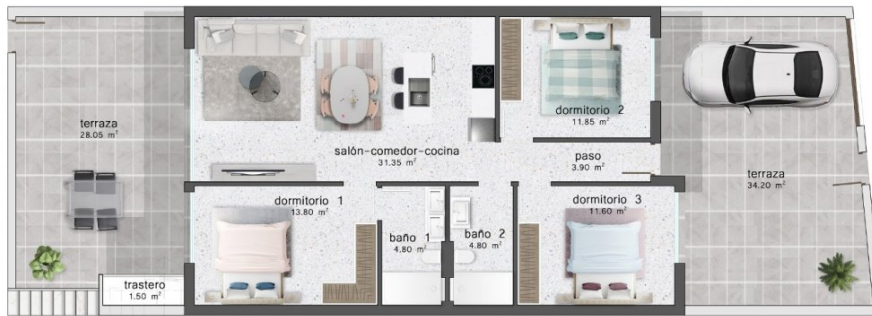 terraza
28.05 m²
salón-comedor-cocina
31.35 m²
dormitorio 2
11.85 m²
paso
3.90 m²
terraza
34.20 m²
dormitorio 1
13.80 m²
baño 1
4.80 m²
baño 2
4.80 m²
dormitorio 3
11.60 m²
trastero
1.50 m²